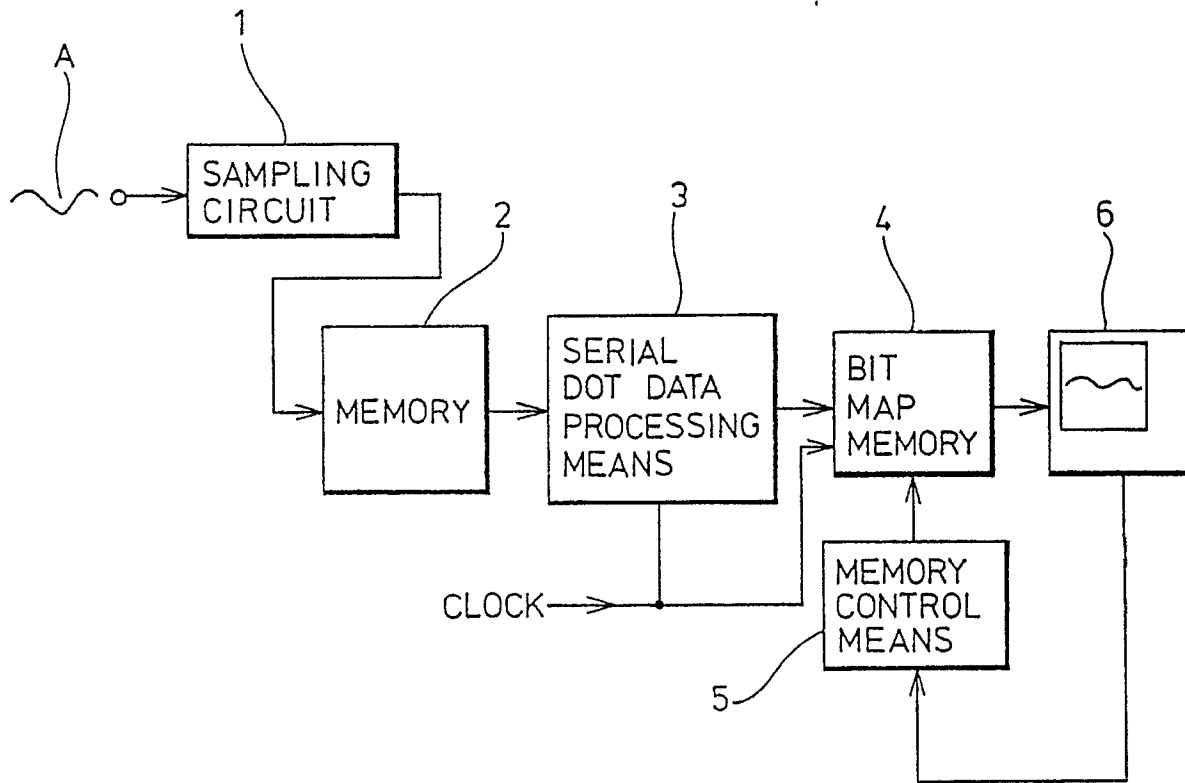 1
A
SAMPLING
CIRCUIT
2
3
4
6
MEMORY
SERIAL
DOT DATA
PROCESSING
MEANS
BIT
MAP
MEMORY
CLOCK
MEMORY
CONTROL
MEANS
5